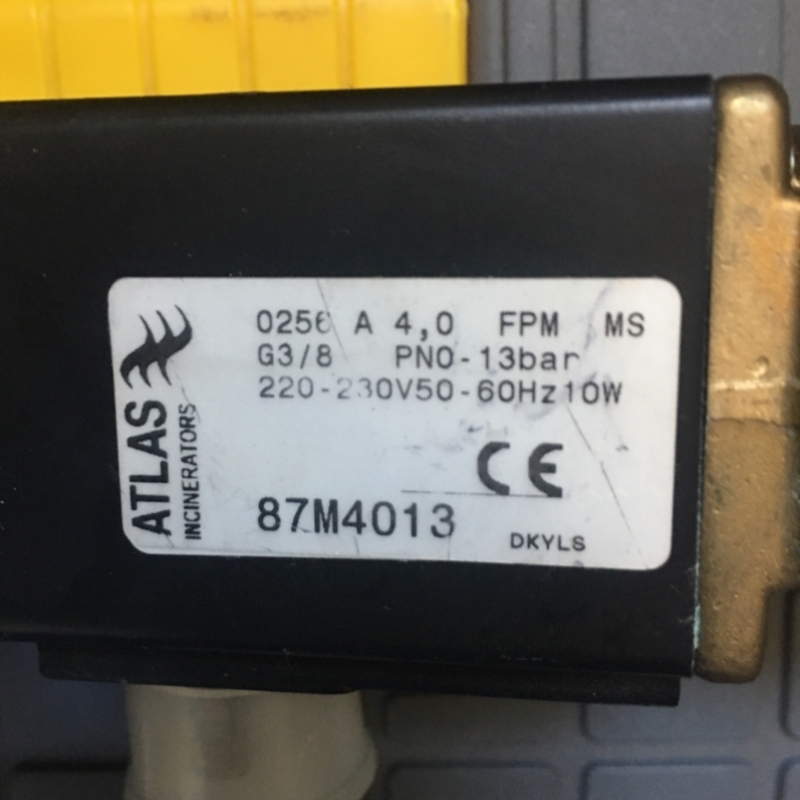 0256 A 4,0 FPM MS
G3/8 PN0-13bar
220-230V50-60Hz10W
CE
87M4013
DKYLS
ATLAS
INCINERATORS